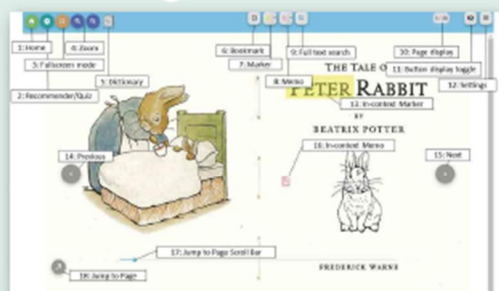 1: Home
4: Zoom
3: Fullscreen mode
5: Dictionary
2: Recommender/Quiz
6: Bookmark
7: Marker
9: Full text search
8: Memo
10: Page display
11: Button display toggle
12: Settings
THE TALE O
PETER RABBIT
13: In-context Marker
BY
BEATRIX POTTER
14: Previous
16: In-context Memo
15: Next
17: Jump to Page Scroll Bar
18: Jump to Page
FREDERICK WARNE